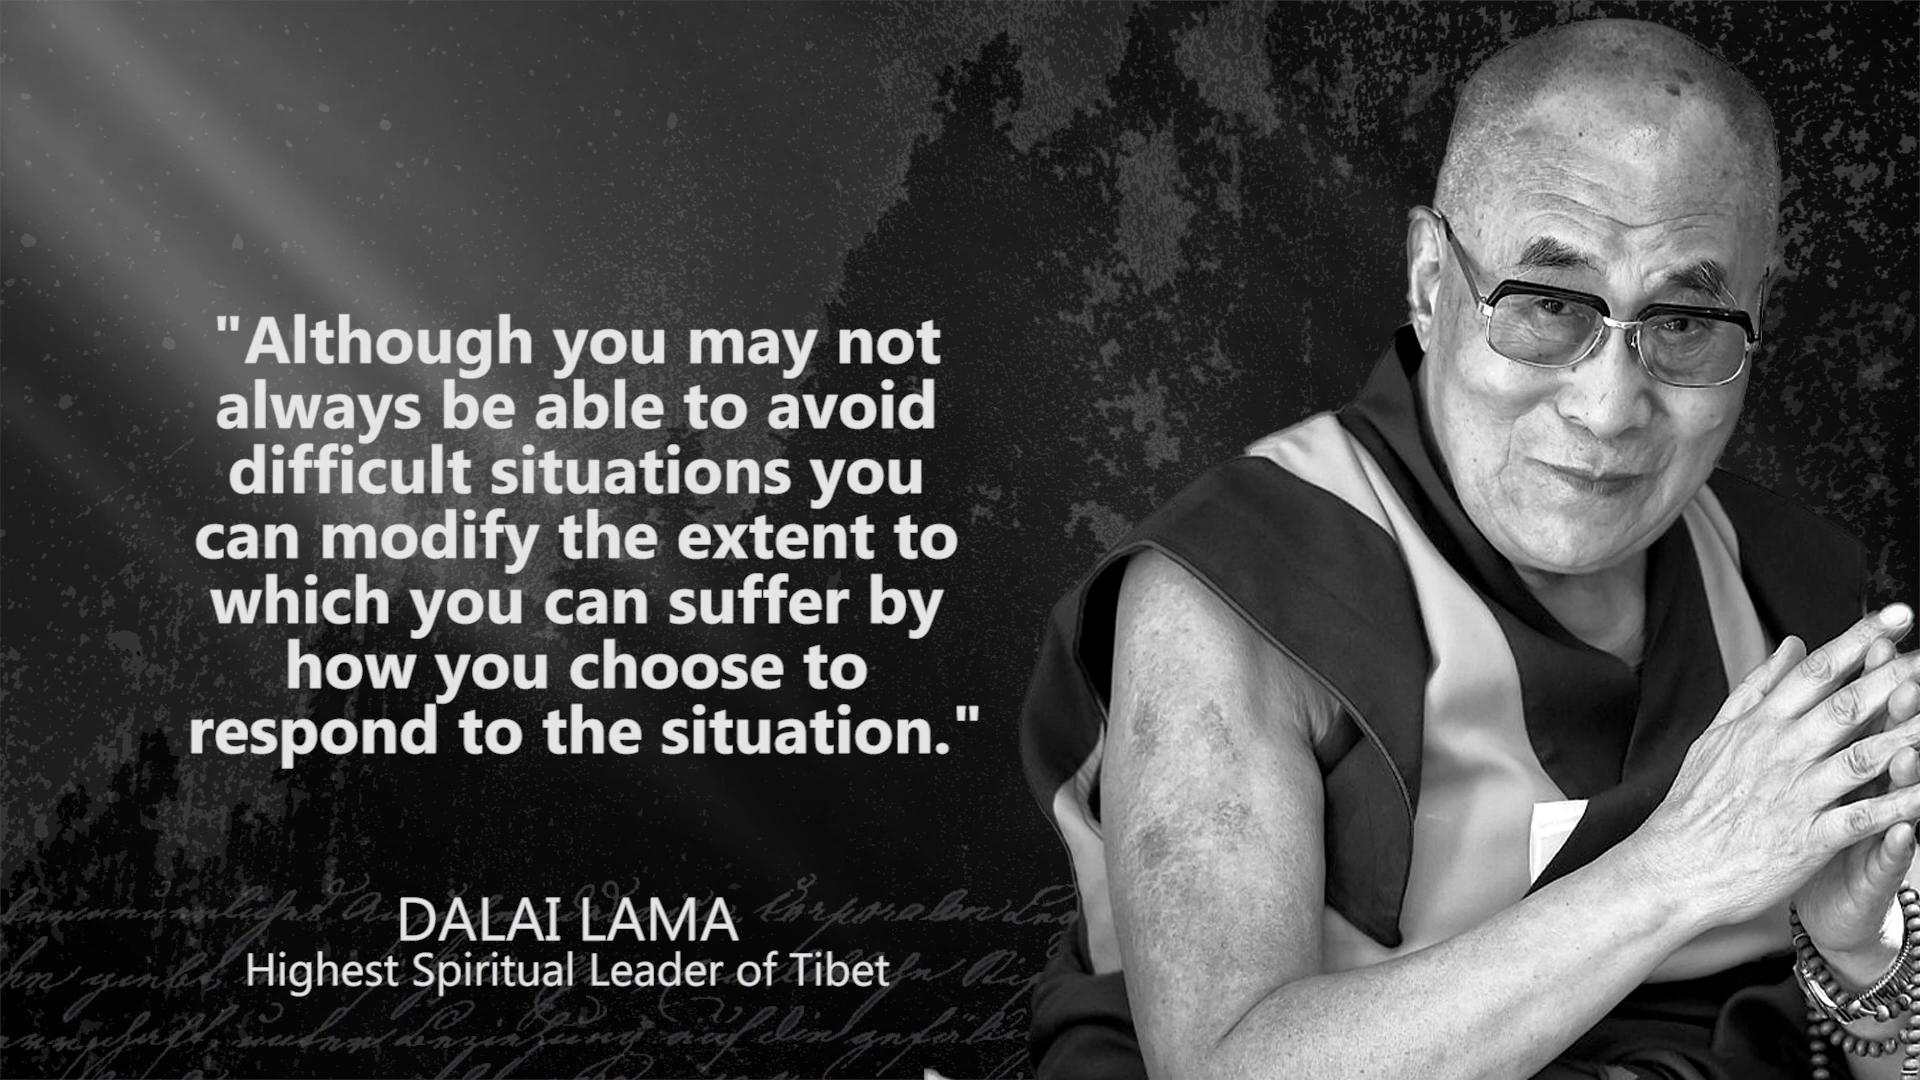 "Although you may not
always be able to avoid
difficult situations you
can modify the extent to
which you can suffer by
how you choose to
respond to the situation."
DALAI LAMA
Highest Spiritual Leader of Tibet